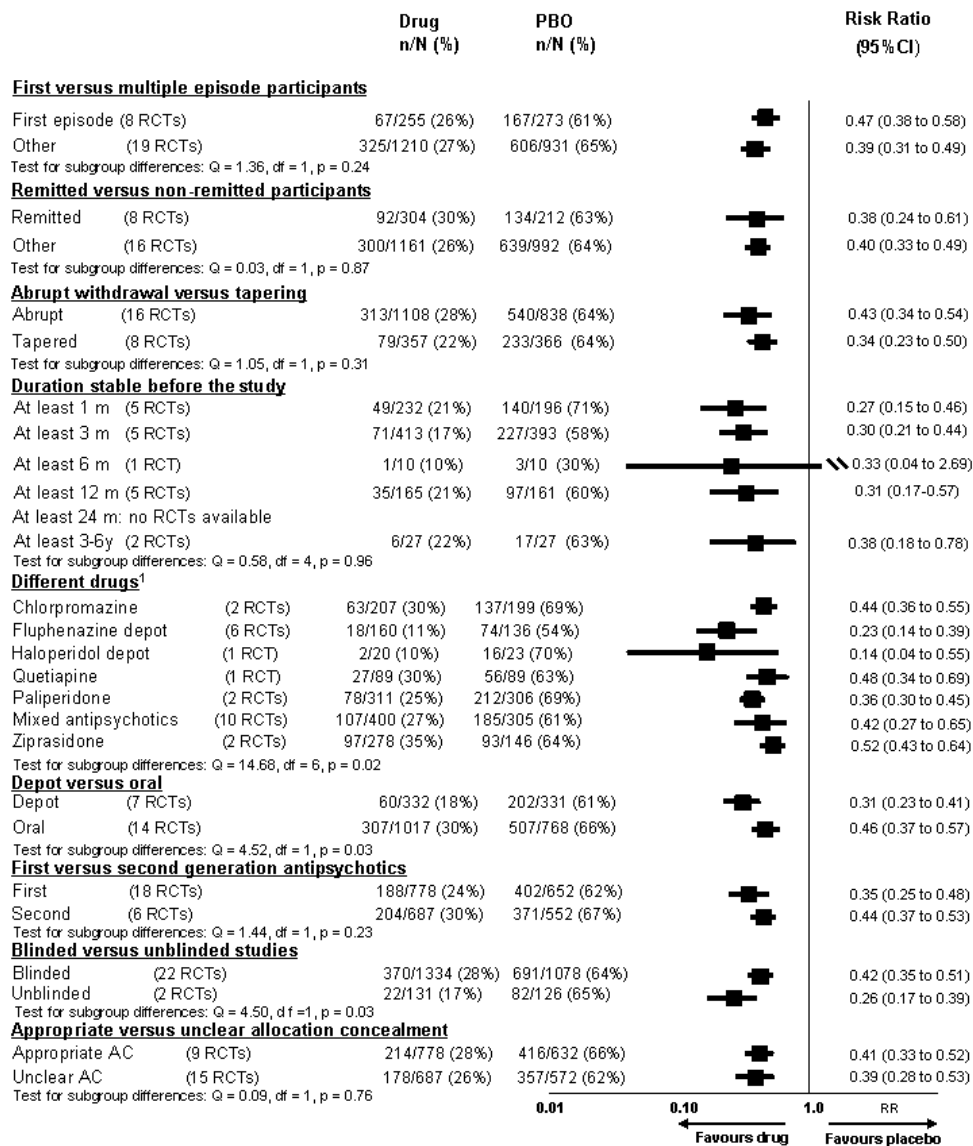 Drug PBO Risk Ratio
n/N (%) n/N (%) (95%CI)
First versus multiple episode participants
First episode (8 RCTs) 67/255 (26%) 167/273 (61%) 0.47 (0.38 to 0.58)
Other (19 RCTs) 325/1210 (27%) 606/931 (65%) 0.39 (0.31 to 0.49)
Test for subgroup differences: Q = 1.36, df = 1, p = 0.24
Remitted versus non-remitted participants
Remitted (8 RCTs) 92/304 (30%) 134/212 (63%) 0.38 (0.24 to 0.61)
Other (16 RCTs) 300/1161 (26%) 639/992 (64%) 0.40 (0.33 to 0.49)
Test for subgroup differences: Q = 0.03, df = 1, p = 0.87
Abrupt withdrawal versus tapering
Abrupt (16 RCTs) 313/1108 (28%) 540/838 (64%) 0.43 (0.34 to 0.54)
Tapered (8 RCTs) 79/357 (22%) 233/366 (64%) 0.34 (0.23 to 0.50)
Test for subgroup differences: Q = 1.05, df = 1, p = 0.31
Duration stable before the study
At least 1 m (5 RCTs) 49/232 (21%) 140/196 (71%) 0.27 (0.15 to 0.46)
At least 3 m (5 RCTs) 71/413 (17%) 227/393 (58%) 0.30 (0.21 to 0.44)
At least 6 m (1 RCT) 1/10 (10%) 3/10 (30%) 0.33 (0.04 to 2.69)
At least 12 m (5 RCTs) 35/165 (21%) 97/161 (60%) 0.31 (0.17-0.57)
At least 24 m: no RCTs available
At least 3-6y (2 RCTs) 6/27 (22%) 17/27 (63%) 0.38 (0.18 to 0.78)
Test for subgroup differences: Q = 0.58, df = 4, p = 0.96
Different drugs¹
Chlorpromazine (2 RCTs) 63/207 (30%) 137/199 (69%) 0.44 (0.36 to 0.55)
Fluphenazine depot (6 RCTs) 18/160 (11%) 74/136 (54%) 0.23 (0.14 to 0.39)
Haloperidol depot (1 RCT) 2/20 (10%) 16/23 (70%) 0.14 (0.04 to 0.55)
Quetiapine (1 RCT) 27/89 (30%) 56/89 (63%) 0.48 (0.34 to 0.69)
Paliperidone (2 RCTs) 78/311 (25%) 212/306 (69%) 0.36 (0.30 to 0.45)
Mixed antipsychotics (10 RCTs) 107/400 (27%) 185/305 (61%) 0.42 (0.27 to 0.65)
Ziprasidone (2 RCTs) 97/278 (35%) 93/146 (64%) 0.52 (0.43 to 0.64)
Test for subgroup differences: Q = 14.68, df = 6, p = 0.02
Depot versus oral
Depot (7 RCTs) 60/332 (18%) 202/331 (61%) 0.31 (0.23 to 0.41)
Oral (14 RCTs) 307/1017 (30%) 507/768 (66%) 0.46 (0.37 to 0.57)
Test for subgroup differences: Q = 4.52, df = 1, p = 0.03
First versus second generation antipsychotics
First (18 RCTs) 188/778 (24%) 402/652 (62%) 0.35 (0.25 to 0.48)
Second (6 RCTs) 204/687 (30%) 371/552 (67%) 0.44 (0.37 to 0.53)
Test for subgroup differences: Q = 1.44, df = 1, p = 0.23
Blinded versus unblinded studies
Blinded (22 RCTs) 370/1334 (28%) 691/1078 (64%) 0.42 (0.35 to 0.51)
Unblinded (2 RCTs) 22/131 (17%) 82/126 (65%) 0.26 (0.17 to 0.39)
Test for subgroup differences: Q = 4.50, d f =1, p = 0.03
Appropriate versus unclear allocation concealment
Appropriate AC (9 RCTs) 214/778 (28%) 416/632 (66%) 0.41 (0.33 to 0.52)
Unclear AC (15 RCTs) 178/687 (26%) 357/572 (62%) 0.39 (0.28 to 0.53)
Test for subgroup differences: Q = 0.09, df = 1, p = 0.76
0.01 0.10 1.0 RR
Favours drug Favours placebo